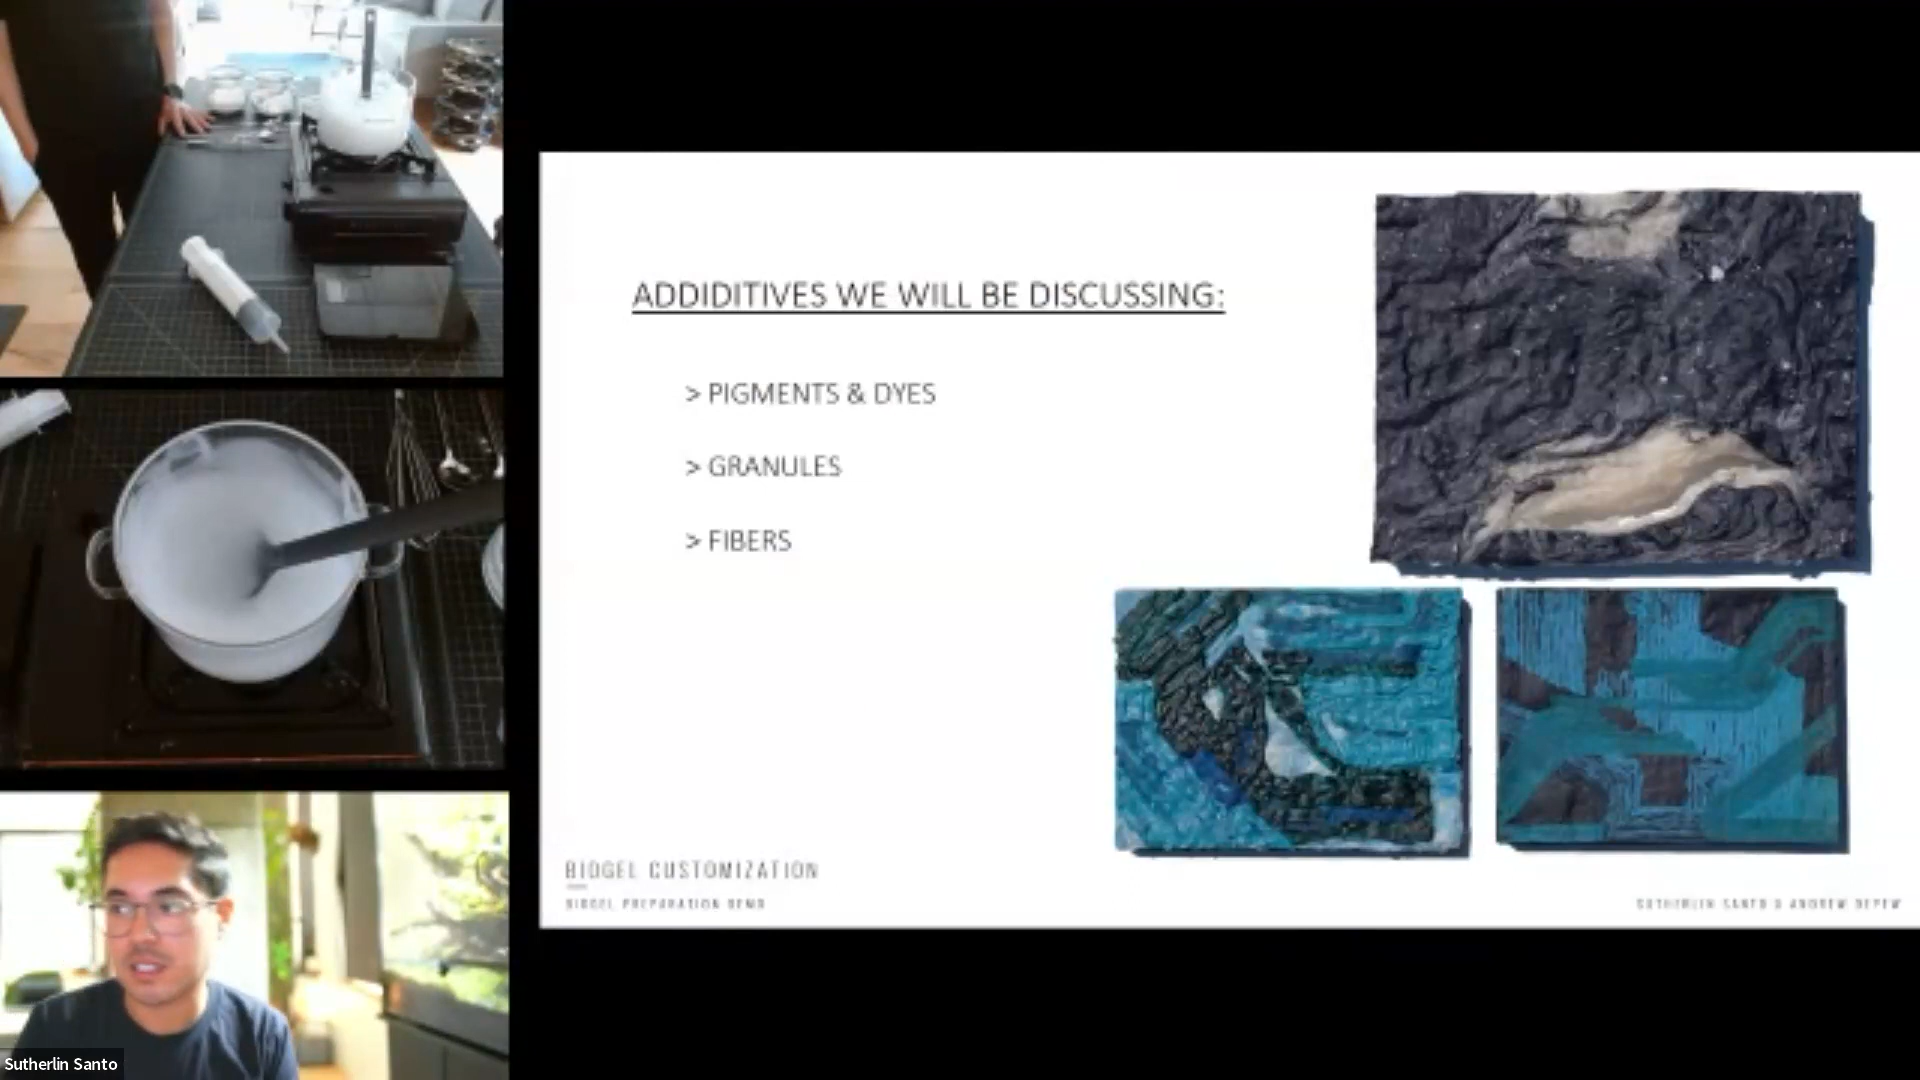 ADDIDITIVES WE WILL BE DISCUSSING:
> PIGMENTS & DYES
> GRANULES
> FIBERS
BIOGEL CUSTOMIZATION
BIOGEL PREPARATION DEMO
SUTHERLIN SANTO & ANDREW DEPEW
Sutherlin Santo